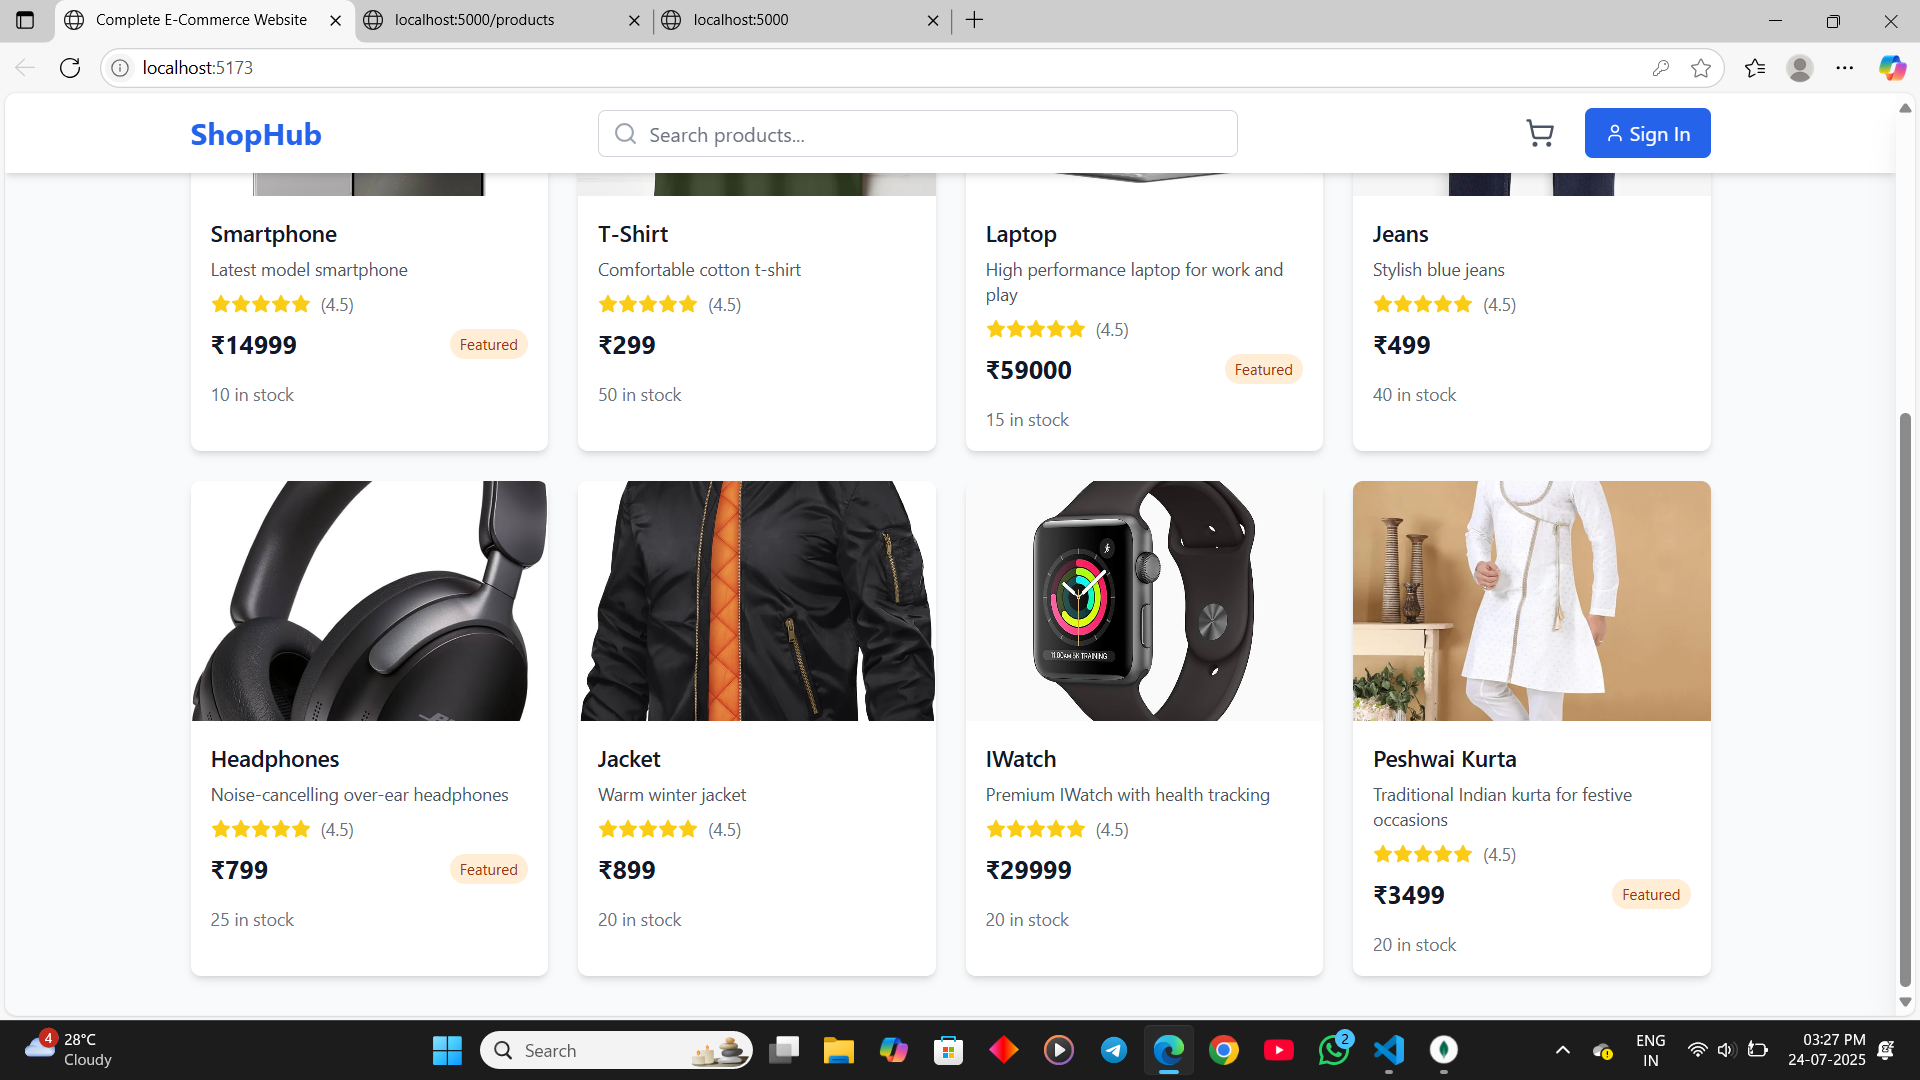 Complete E-Commerce Website
localhost:5000/products
localhost:5000
localhost:5173
ShopHub
Search products...
Sign In
Smartphone
Latest model smartphone
(4.5)
₹14999
Featured
10 in stock
T-Shirt
Comfortable cotton t-shirt
(4.5)
₹299
50 in stock
Laptop
High performance laptop for work and
play
(4.5)
₹59000
Featured
15 in stock
Jeans
Stylish blue jeans
(4.5)
₹499
40 in stock
Headphones
Noise-cancelling over-ear headphones
(4.5)
₹799
Featured
25 in stock
Jacket
Warm winter jacket
(4.5)
₹899
20 in stock
11:00AM 5K TRAINING
IWatch
Premium IWatch with health tracking
(4.5)
₹29999
20 in stock
Peshwai Kurta
Traditional Indian kurta for festive
occasions
(4.5)
₹3499
Featured
20 in stock
4
28°C
Cloudy
Search
2
ENG
IN
03:27 PM
24-07-2025